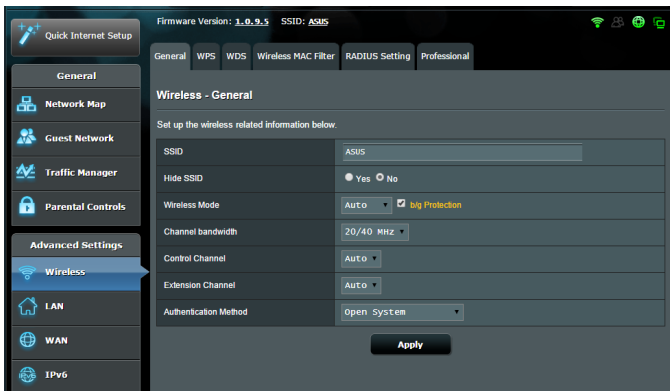 Quick Internet Setup
General
Network Map
Guest Network
Traffic Manager
Parental Controls
Advanced Settings
Wireless
LAN
WAN
IPv6
Firmware Version: 1.0.9.5 SSID: ASUS
General WPS WDS Wireless MAC Filter RADIUS Setting Professional
Wireless - General
Set up the wireless related information below.
SSID ASUS
Hide SSID Yes No
Wireless Mode Auto b/g Protection
Channel bandwidth 20/40 MHz
Control Channel Auto
Extension Channel Auto
Authentication Method Open System
Apply